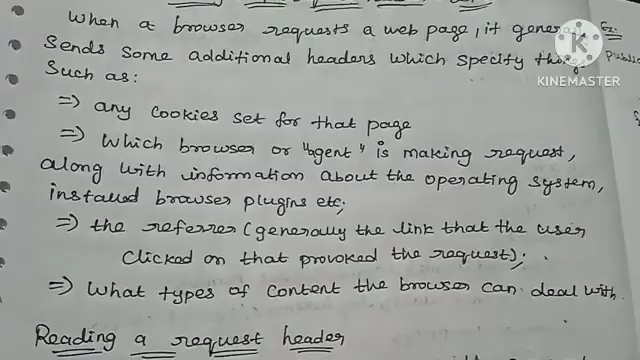 When a browser requests a web page, it genera
Ex:
Sends some additional headers which specify thing
Such as:
K
KINEMASTER
=> any cookies set for that page
=> Which browser or "agent" is making request,
along with information about the operating system,
installed browser plugins etc;
=> the referrer (generally the link that the user
clicked on that provoked the request);
=> What types of content the browser can deal with.
Reading a request header